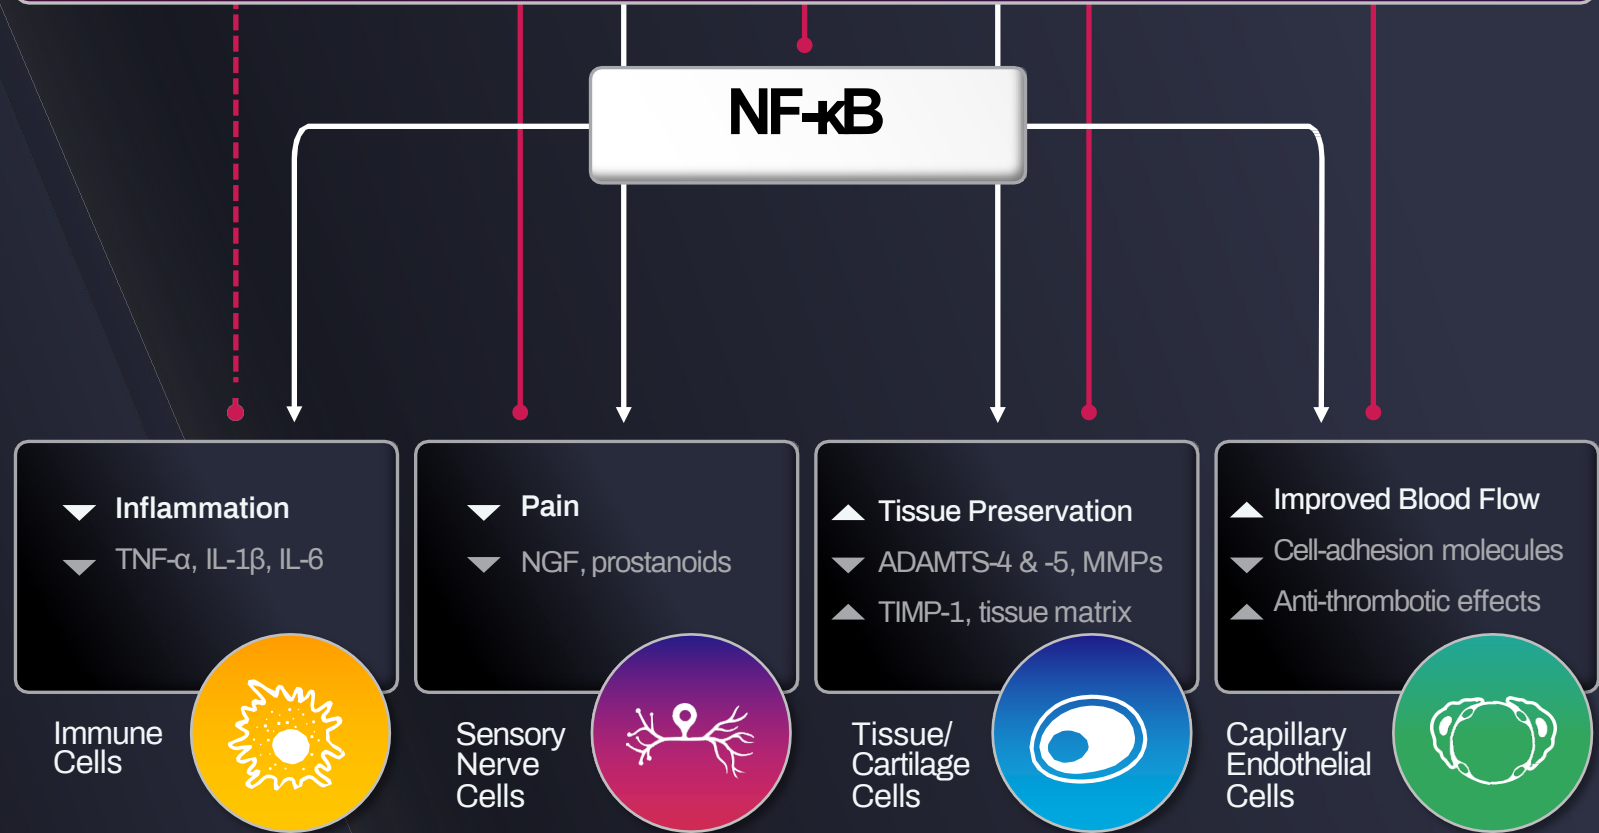 NF-κB
Inflammation
TNF-α, IL-1β, IL-6
Immune
Cells
Pain
NGF, prostanoids
Sensory
Nerve
Cells
Tissue Preservation
ADAMTS-4 & -5, MMPs
TIMP-1, tissue matrix
Tissue/
Cartilage
Cells
Improved Blood Flow
Cell-adhesion molecules
Anti-thrombotic effects
Capillary
Endothelial
Cells